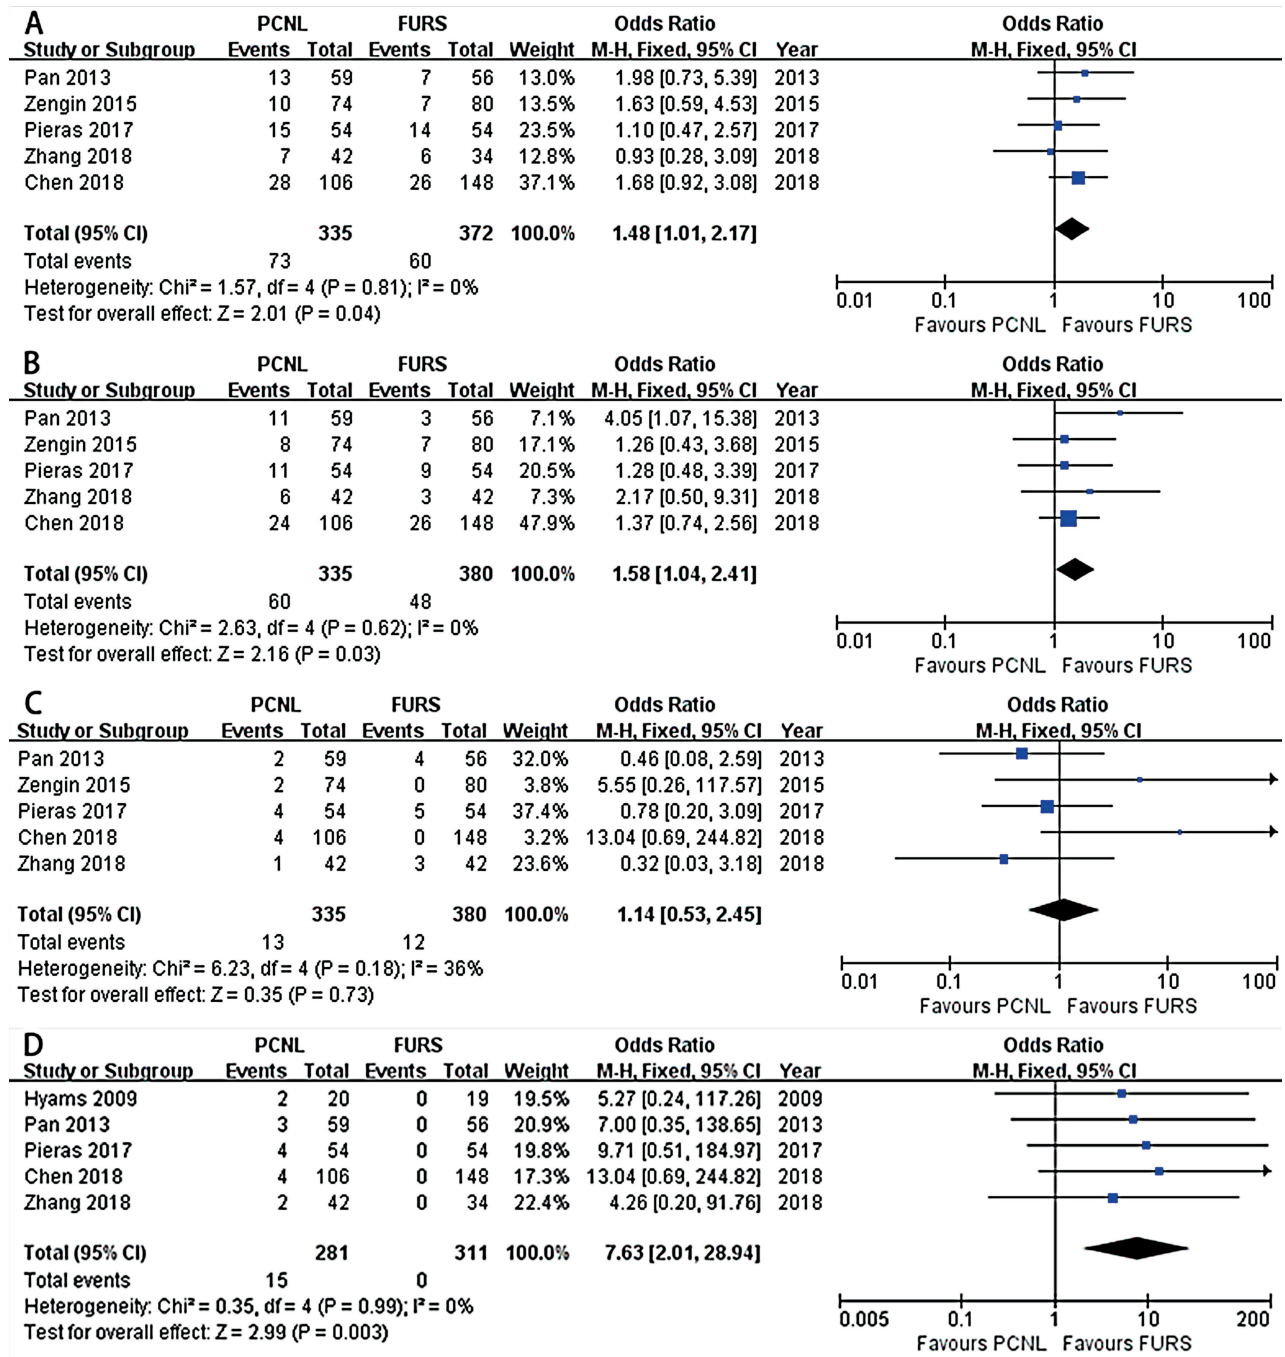 A PCNL FURS Odds Ratio Odds Ratio
Study or Subgroup Events Total Events Total Weight M-H, Fixed, 95% CI Year M-H, Fixed, 95% CI
Pan 2013 13 59 7 56 13.0% 1.98 [0.73, 5.39] 2013
Zengin 2015 10 74 7 80 13.5% 1.63 [0.59, 4.53] 2015
Pieras 2017 15 54 14 54 23.5% 1.10 [0.47, 2.57] 2017
Zhang 2018 7 42 6 34 12.8% 0.93 [0.28, 3.09] 2018
Chen 2018 28 106 26 148 37.1% 1.68 [0.92, 3.08] 2018
Total (95% CI) 335 372 100.0% 1.48 [1.01, 2.17]
Total events 73 60
Heterogeneity: Chi² = 1.57, df = 4 (P = 0.81); I² = 0%
Test for overall effect: Z = 2.01 (P = 0.04)
0.01 0.1 1 10 100
Favours PCNL Favours FURS
B PCNL FURS Odds Ratio Odds Ratio
Study or Subgroup Events Total Events Total Weight M-H, Fixed, 95% CI Year M-H, Fixed, 95% CI
Pan 2013 11 59 3 56 7.1% 4.05 [1.07, 15.38] 2013
Zengin 2015 8 74 7 80 17.1% 1.26 [0.43, 3.68] 2015
Pieras 2017 11 54 9 54 20.5% 1.28 [0.48, 3.39] 2017
Zhang 2018 6 42 3 42 7.3% 2.17 [0.50, 9.31] 2018
Chen 2018 24 106 26 148 47.9% 1.37 [0.74, 2.56] 2018
Total (95% CI) 335 380 100.0% 1.58 [1.04, 2.41]
Total events 60 48
Heterogeneity: Chi² = 2.63, df = 4 (P = 0.62); I² = 0%
Test for overall effect: Z = 2.16 (P = 0.03)
0.01 0.1 1 10 100
Favours PCNL Favours FURS
C PCNL FURS Odds Ratio Odds Ratio
Study or Subgroup Events Total Events Total Weight M-H, Fixed, 95% CI Year M-H, Fixed, 95% CI
Pan 2013 2 59 4 56 32.0% 0.46 [0.08, 2.59] 2013
Zengin 2015 2 74 0 80 3.8% 5.55 [0.26, 117.57] 2015
Pieras 2017 4 54 5 54 37.4% 0.78 [0.20, 3.09] 2017
Chen 2018 4 106 0 148 3.2% 13.04 [0.69, 244.82] 2018
Zhang 2018 1 42 3 42 23.6% 0.32 [0.03, 3.18] 2018
Total (95% CI) 335 380 100.0% 1.14 [0.53, 2.45]
Total events 13 12
Heterogeneity: Chi² = 6.23, df = 4 (P = 0.18); I² = 36%
Test for overall effect: Z = 0.35 (P = 0.73)
0.01 0.1 1 10 100
Favours PCNL Favours FURS
D PCNL FURS Odds Ratio Odds Ratio
Study or Subgroup Events Total Events Total Weight M-H, Fixed, 95% CI Year M-H, Fixed, 95% CI
Hyams 2009 2 20 0 19 19.5% 5.27 [0.24, 117.26] 2009
Pan 2013 3 59 0 56 20.9% 7.00 [0.35, 138.65] 2013
Pieras 2017 4 54 0 54 19.8% 9.71 [0.51, 184.97] 2017
Chen 2018 4 106 0 148 17.3% 13.04 [0.69, 244.82] 2018
Zhang 2018 2 42 0 34 22.4% 4.26 [0.20, 91.76] 2018
Total (95% CI) 281 311 100.0% 7.63 [2.01, 28.94]
Total events 15 0
Heterogeneity: Chi² = 0.35, df = 4 (P = 0.99); I² = 0%
Test for overall effect: Z = 2.99 (P = 0.003)
0.005 0.1 1 10 200
Favours PCNL Favours FURS